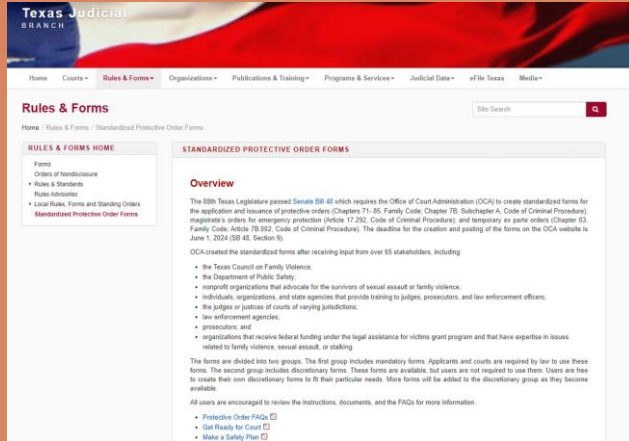 Texas Judicial
BRANCH
Home Courts Rules & Forms Organizations Publications & Training Programs & Services Judicial Data eFile Texas Media
Rules & Forms
Site Search
Home / Rules & Forms / Standardized Protective Order Forms
RULES & FORMS HOME
Forms
Orders of Nondisclosure
Rules & Standards
Rules Advisories
Local Rules, Forms and Standing Orders
Standardized Protective Order Forms
STANDARDIZED PROTECTIVE ORDER FORMS
Overview
The 88th Texas Legislature passed Senate Bill 48 which requires the Office of Court Administration (OCA) to create standardized forms for
the application and issuance of protective orders (Chapters 71- 85, Family Code; Chapter 7B, Subchapter A, Code of Criminal Procedure);
magistrate's orders for emergency protection (Article 17.292, Code of Criminal Procedure); and temporary ex parte orders (Chapter 83,
Family Code; Article 7B.002, Code of Criminal Procedure). The deadline for the creation and posting of the forms on the OCA website is
June 1, 2024 (SB 48, Section 9).
OCA created the standardized forms after receiving input from over 65 stakeholders, including:
• the Texas Council on Family Violence;
• the Department of Public Safety;
• nonprofit organizations that advocate for the survivors of sexual assault or family violence;
• individuals, organizations, and state agencies that provide training to judges, prosecutors, and law enforcement officers;
• the judges or justices of courts of varying jurisdictions;
• law enforcement agencies;
• prosecutors; and
• organizations that receive federal funding under the legal assistance for victims grant program and that have expertise in issues
related to family violence, sexual assault, or stalking.
The forms are divided into two groups. The first group includes mandatory forms. Applicants and courts are required by law to use these
forms. The second group includes discretionary forms. These forms are available, but users are not required to use them. Users are free
to create their own discretionary forms to fit their particular needs. More forms will be added to the discretionary group as they become
available.
All users are encouraged to review the instructions, documents, and the FAQs for more information.
• Protective Order FAQs
• Get Ready for Court
• Make a Safety Plan